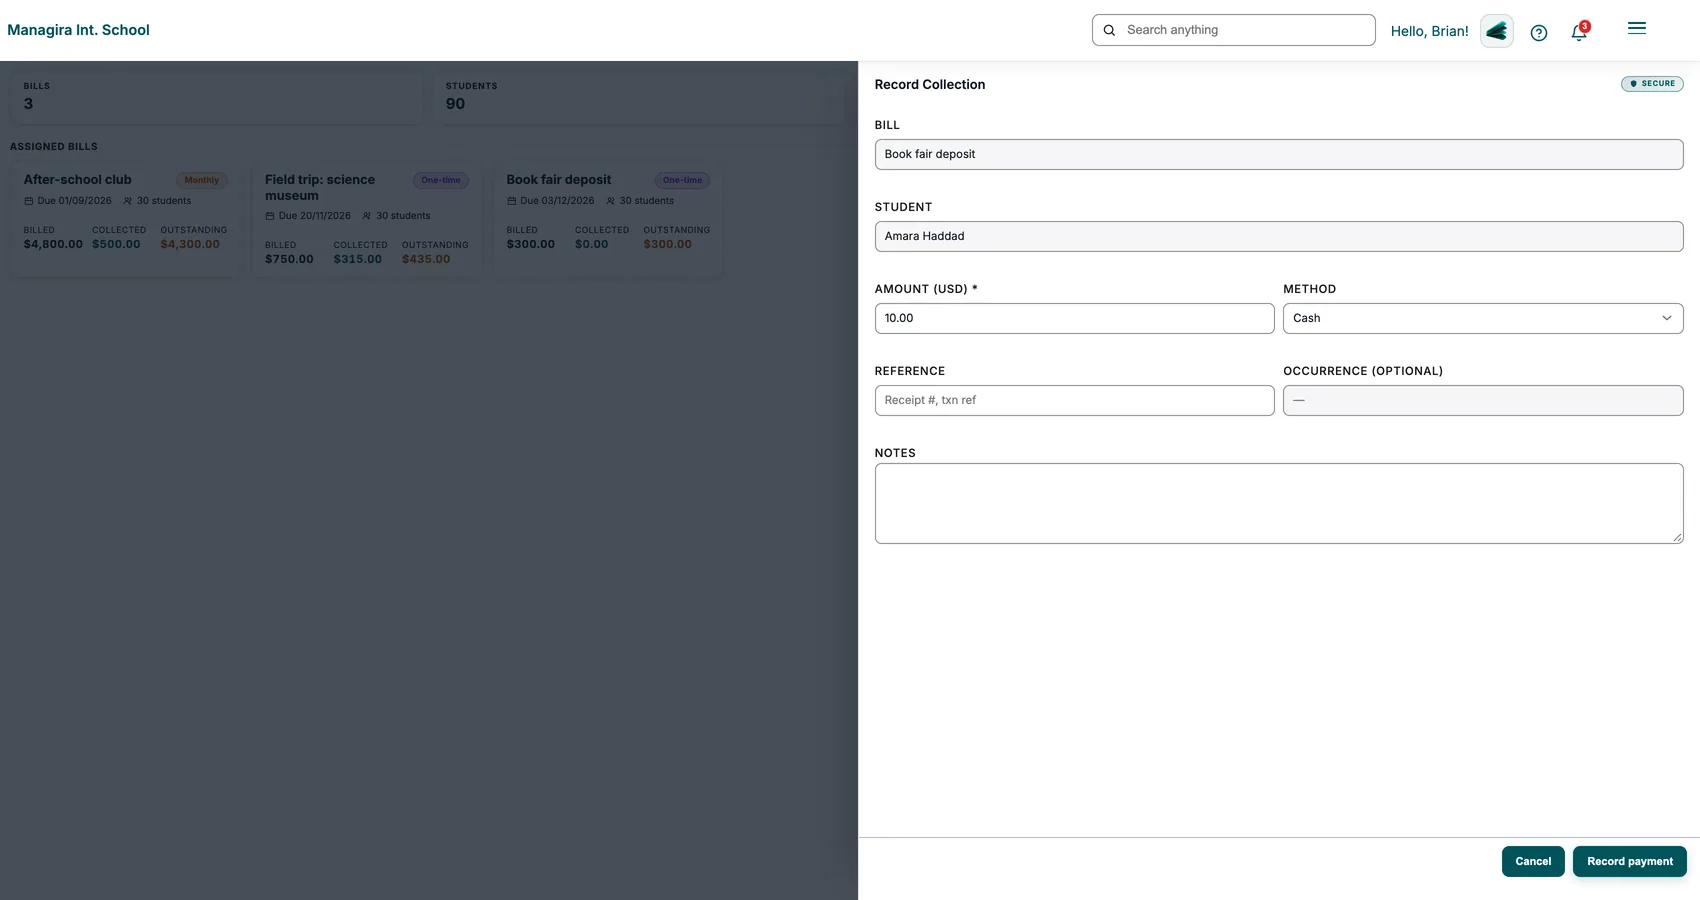 Managira Int. School
Search anything
Hello, Brian!
3
BILLS
3
STUDENTS
90
ASSIGNED BILLS
After-school club
Monthly
Due 01/09/2026 30 students
BILLED COLLECTED OUTSTANDING
$4,800.00 $500.00 $4,300.00
Field trip: science
museum
One-time
Due 20/11/2026 30 students
BILLED COLLECTED OUTSTANDING
$750.00 $315.00 $435.00
Book fair deposit
One-time
Due 03/12/2026 30 students
BILLED COLLECTED OUTSTANDING
$300.00 $0.00 $300.00
Record Collection
SECURE
BILL
Book fair deposit
STUDENT
Amara Haddad
AMOUNT (USD) *
10.00
METHOD
Cash
REFERENCE
Receipt #, txn ref
OCCURRENCE (OPTIONAL)
—
NOTES
Cancel
Record payment